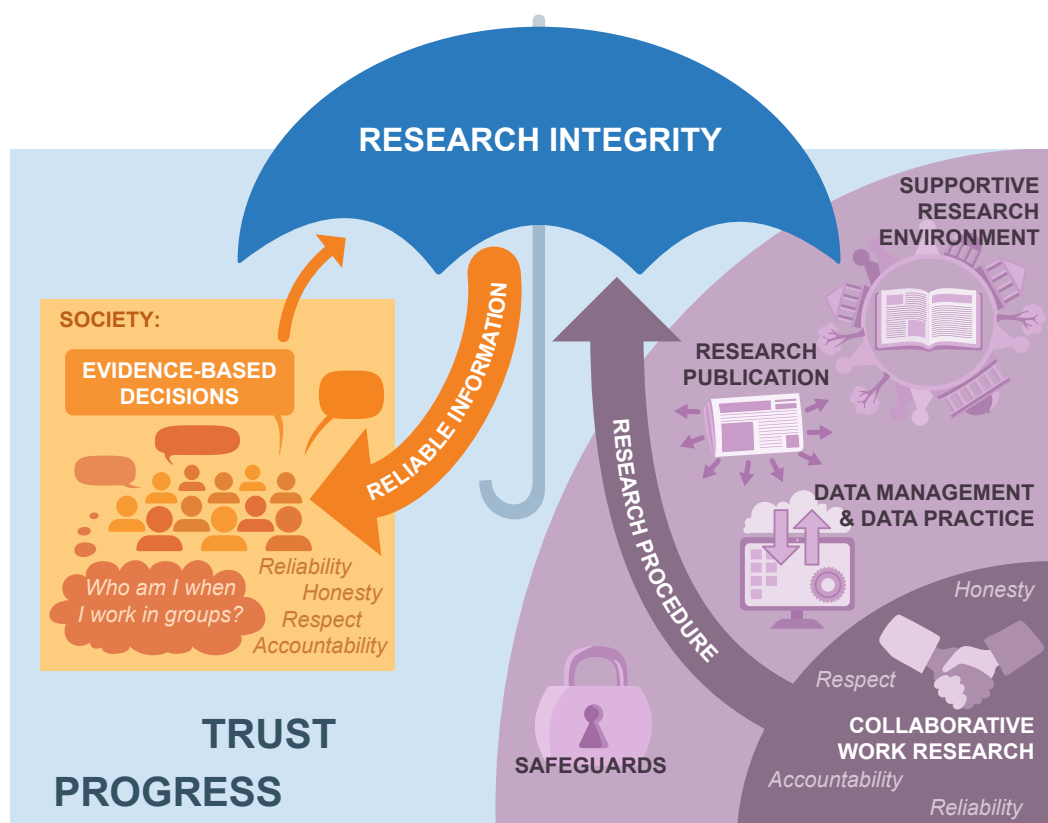 RESEARCH INTEGRITY
SUPPORTIVE
RESEARCH
ENVIRONMENT
SOCIETY:
EVIDENCE-BASED
DECISIONS
RELIABLE INFORMATION
RESEARCH
PUBLICATION
RESEARCH PROCEDURE
DATA MANAGEMENT
& DATA PRACTICE
Who am I when
I work in groups?
Reliability
Honesty
Respect
Accountability
Honesty
Respect
COLLABORATIVE
WORK RESEARCH
Accountability
Reliability
SAFEGUARDS
TRUST
PROGRESS